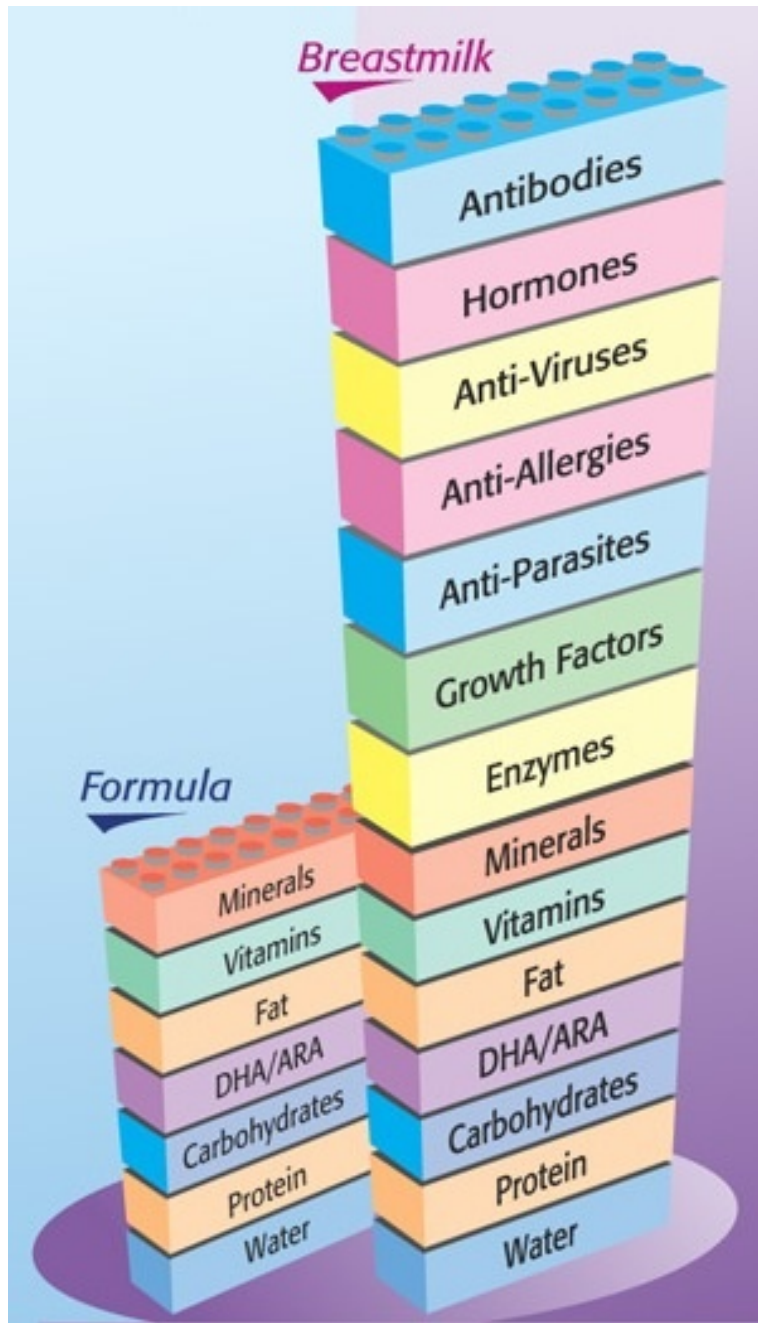 Breastmilk
Antibodies
Hormones
Anti-Viruses
Anti-Allergies
Anti-Parasites
Growth Factors
Enzymes
Minerals
Vitamins
Fat
DHA/ARA
Carbohydrates
Protein
Water
Formula
Minerals
Vitamins
Fat
DHA/ARA
Carbohydrates
Protein
Water